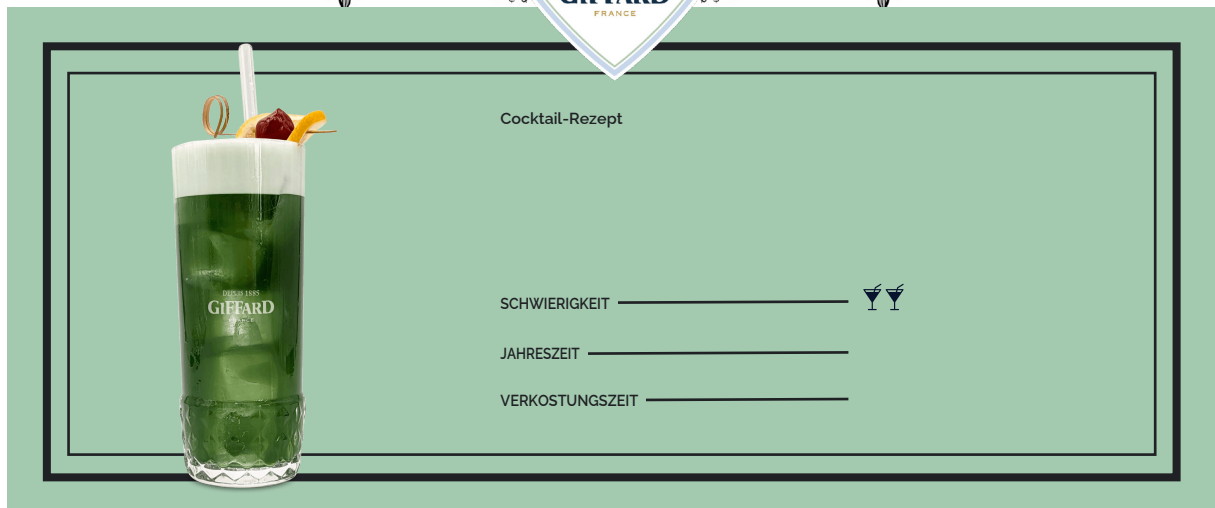 GIFFARD
FRANCE
Cocktail-Rezept
DEPUIS 1885
GIFFARD
SCHWIERIGKEIT
JAHRESZEIT
VERKOSTUNGSZEIT